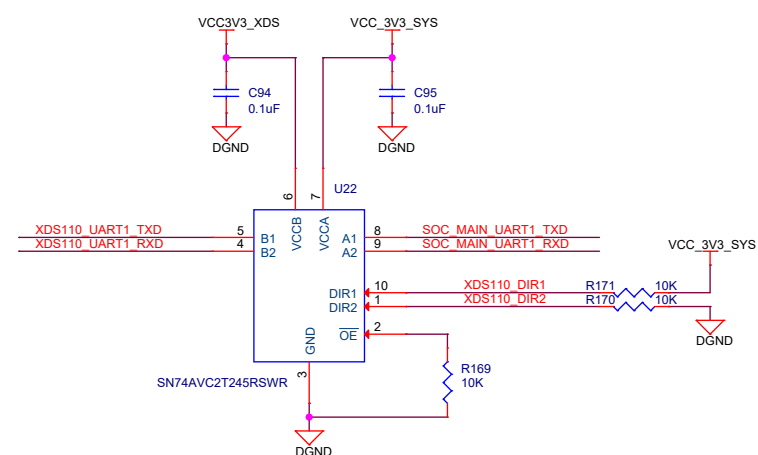 VCC3V3_XDS
VCC_3V3_SYS
C94
0.1uF
C95
0.1uF
DGND
DGND
U22
6
7
VCCB
VCCA
XDS110_UART1_TXD
5
B1
A1
8
SOC_MAIN_UART1_TXD
XDS110_UART1_RXD
4
B2
A2
9
SOC_MAIN_UART1_RXD
VCC_3V3_SYS
DIR1
10
XDS110_DIR1
R171
10K
DIR2
1
XDS110_DIR2
R170
10K
DGND
OE
2
GND
3
R169
10K
SN74AVC2T245RSWR
DGND